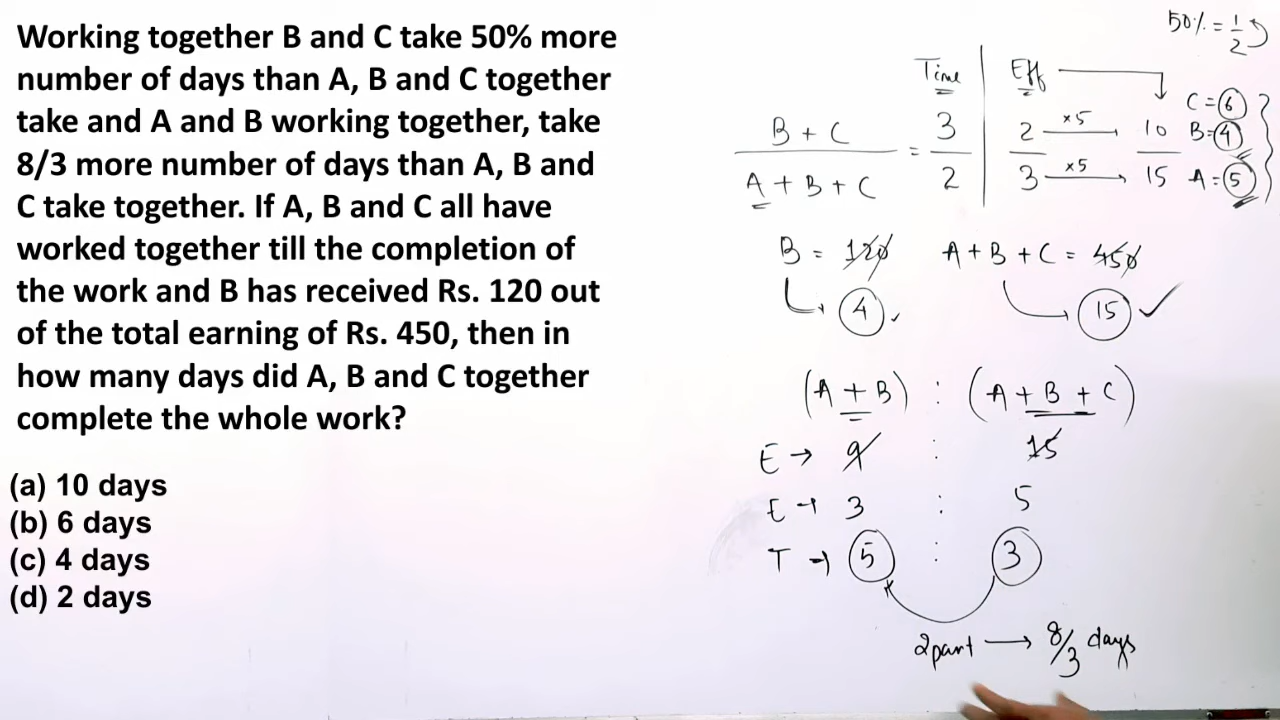 Working together B and C take 50% more
number of days than A, B and C together
take and A and B working together, take
8/3 more number of days than A, B and
C take together. If A, B and C all have
worked together till the completion of
the work and B has received Rs. 120 out
of the total earning of Rs. 450, then in
how many days did A, B and C together
complete the whole work?
(a) 10 days
(b) 6 days
(c) 4 days
(d) 2 days
50% = 1/2
Time Eff
C = 6
B + C = 3 2 ×5 10 B = 4
A + B + C 2 3 ×5 15 A = 5
B = 120 A + B + C = 450
4 15
(A + B) : (A + B + C)
E → 9 : 15
E → 3 : 5
T → 5 : 3
2 part → 8/3 days